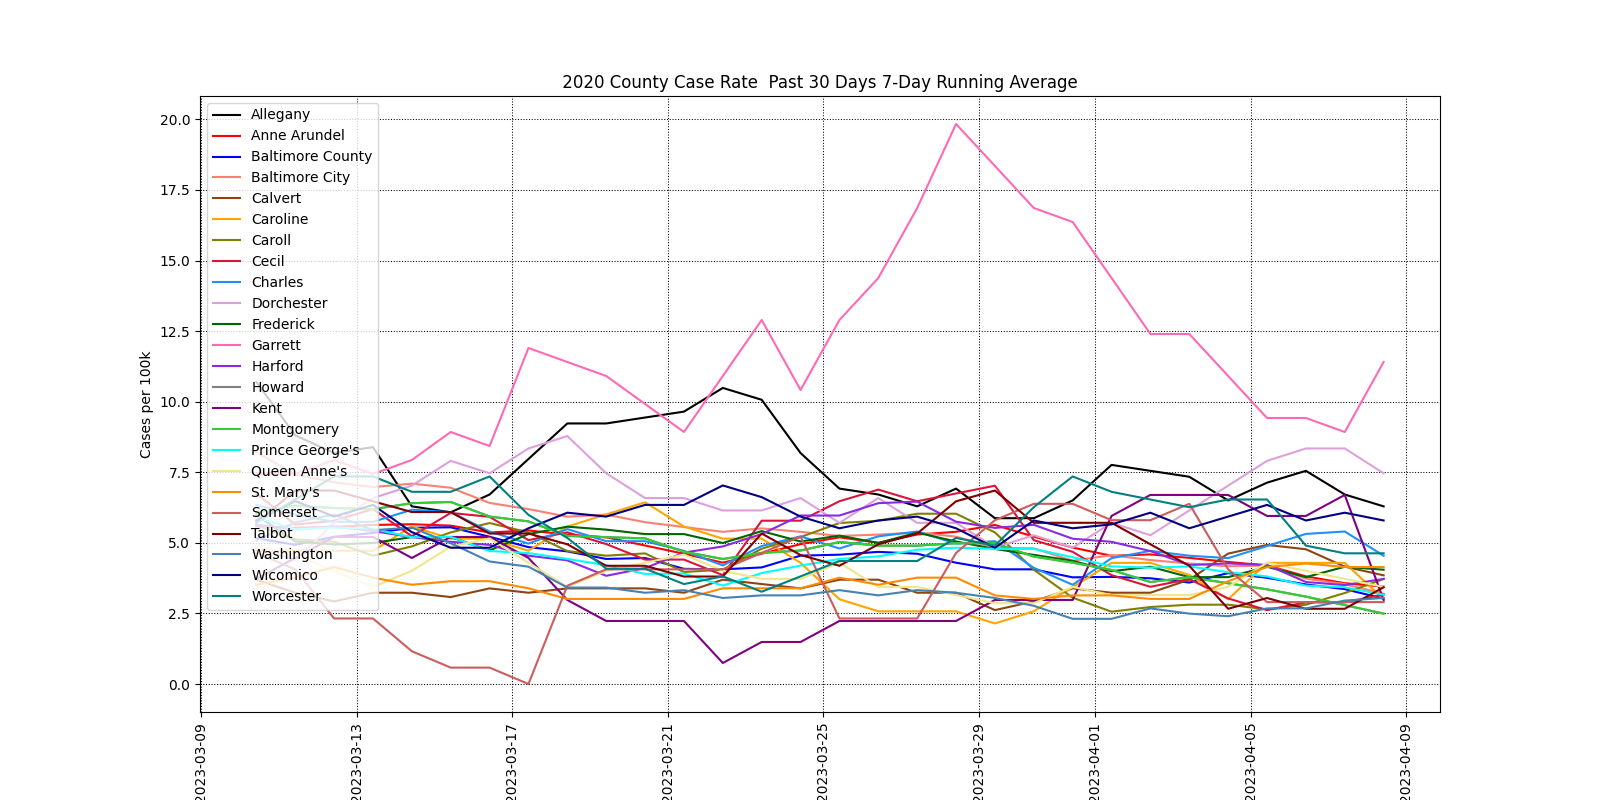 2020 County Case Rate  Past 30 Days 7-Day Running Average
Cases per 100k
20.0
17.5
15.0
12.5
10.0
7.5
5.0
2.5
0.0
Allegany
Anne Arundel
Baltimore County
Baltimore City
Calvert
Caroline
Caroll
Cecil
Charles
Dorchester
Frederick
Garrett
Harford
Howard
Kent
Montgomery
Prince George's
Queen Anne's
St. Mary's
Somerset
Talbot
Washington
Wicomico
Worcester
2023-03-09
2023-03-13
2023-03-17
2023-03-21
2023-03-25
2023-03-29
2023-04-01
2023-04-05
2023-04-09